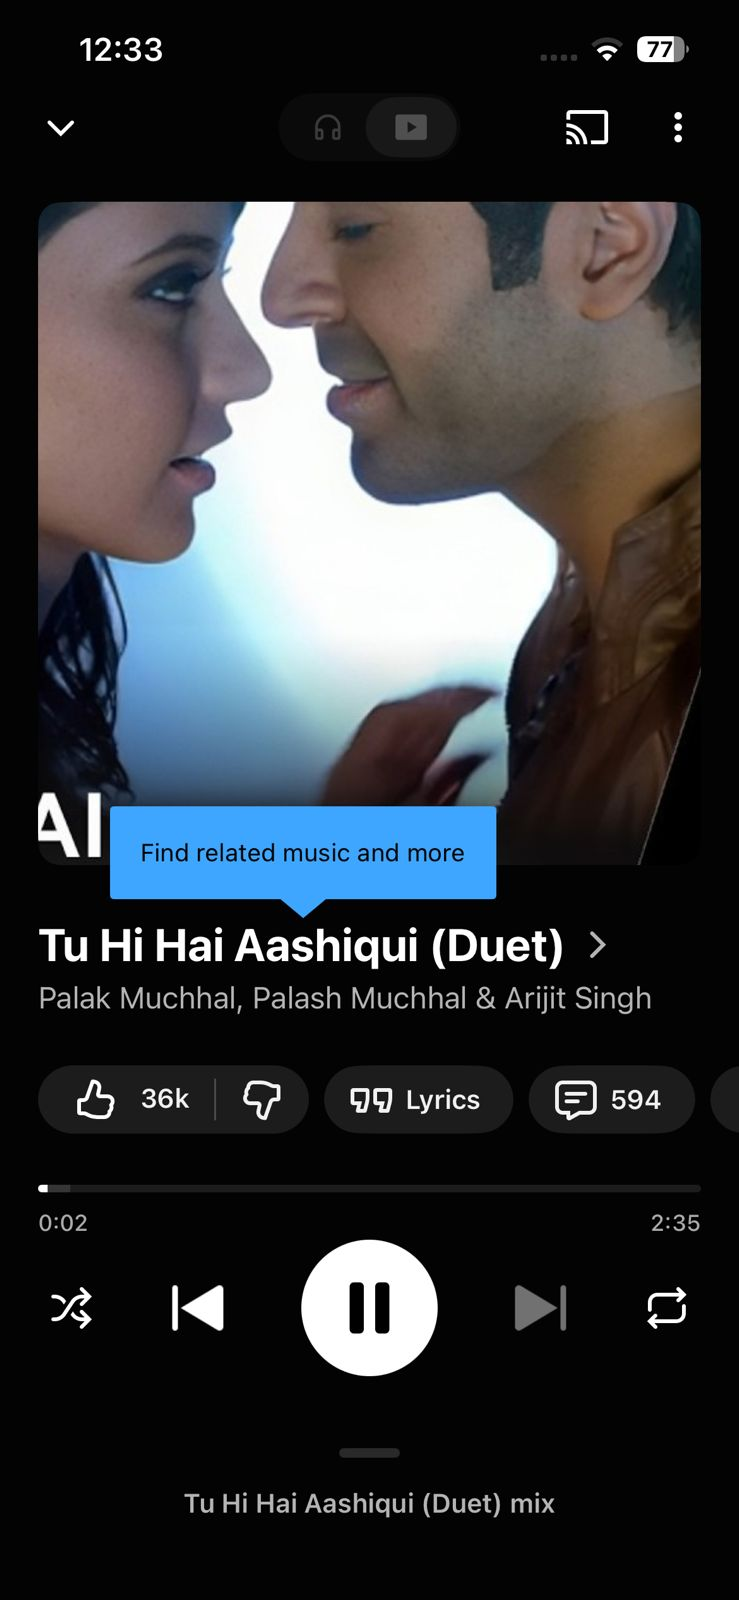 12:33
77
AI
Find related music and more
Tu Hi Hai Aashiqui (Duet)
Palak Muchhal, Palash Muchhal & Arijit Singh
36k
Lyrics
594
0:02
2:35
Tu Hi Hai Aashiqui (Duet) mix